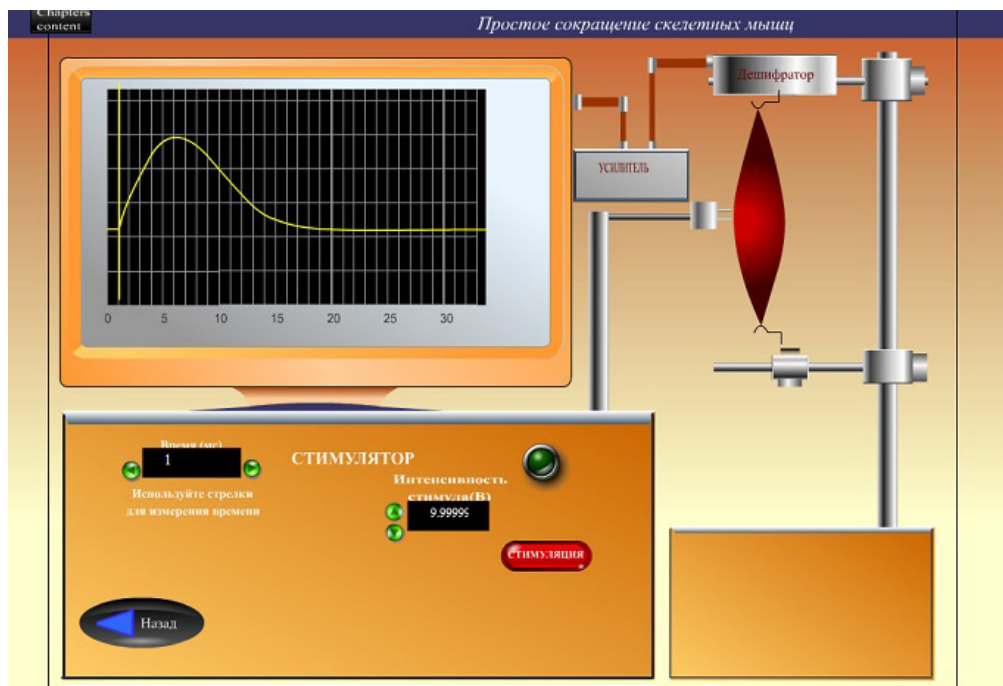 Chapters
content
Простое сокращение скелетных мышц
Дешифратор
УСИЛИТЕЛЬ
0 5 10 15 20 25 30
Время (мс)
1
Используйте стрелки
для измерения времени
СТИМУЛЯТОР
Интенсивность
стимула(В)
9.99999
СТИМУЛЯЦИЯ
Назад